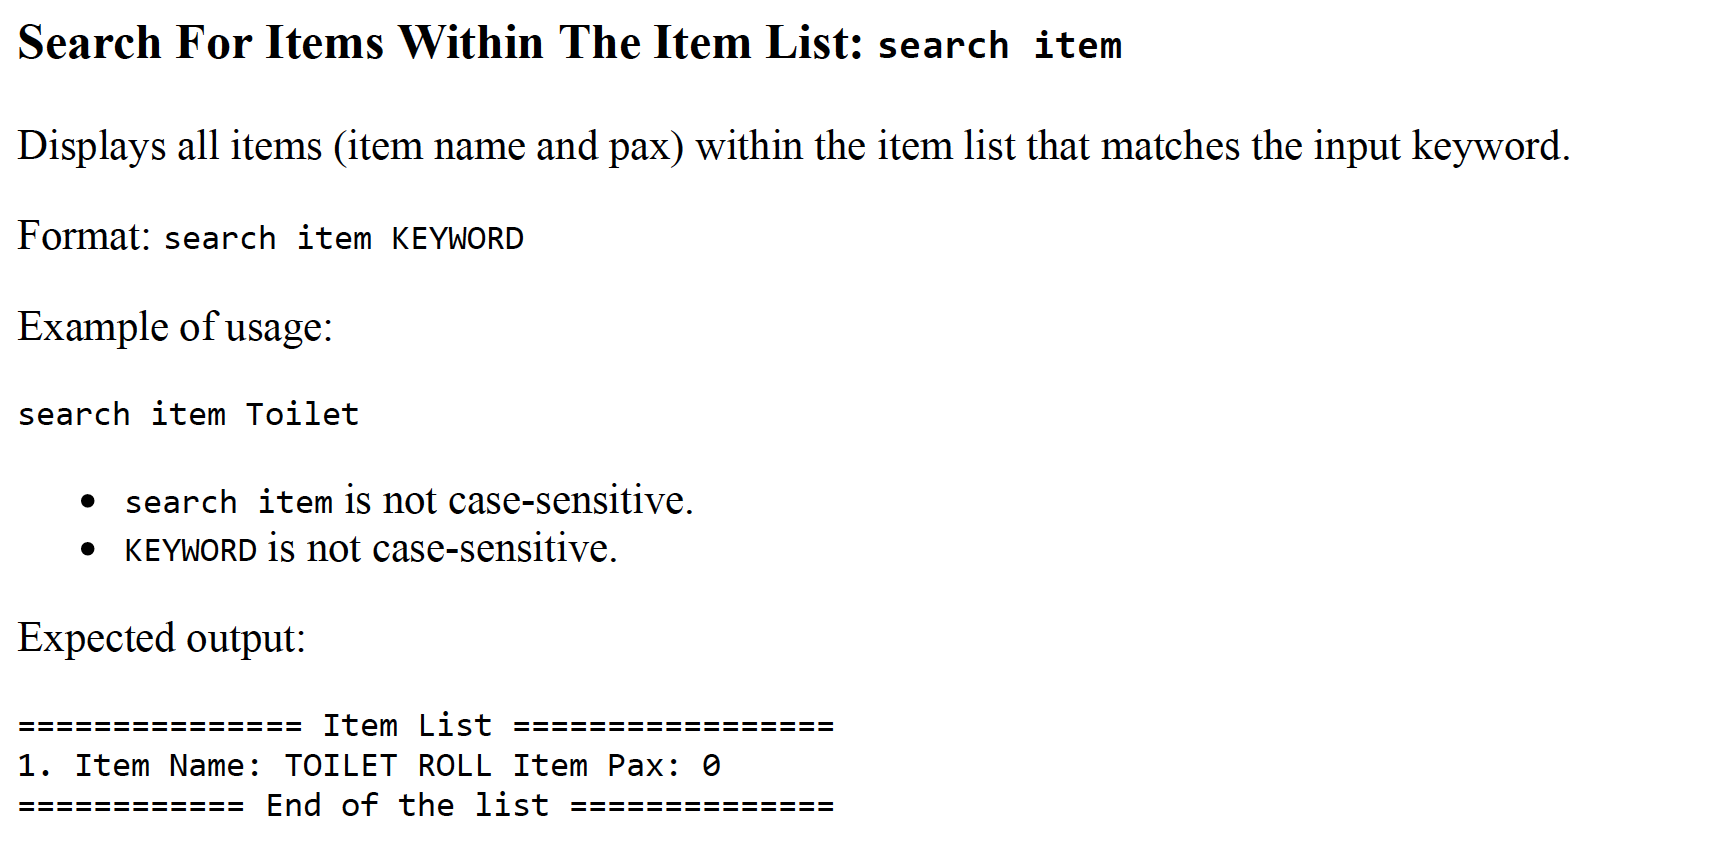 Search For Items Within The Item List: search item
Displays all items (item name and pax) within the item list that matches the input keyword.
Format: search item KEYWORD
Example of usage:
search item Toilet
• search item is not case-sensitive.
• KEYWORD is not case-sensitive.
Expected output:
=============== Item List =================
1. Item Name: TOILET ROLL Item Pax: 0
============ End of the list ==============